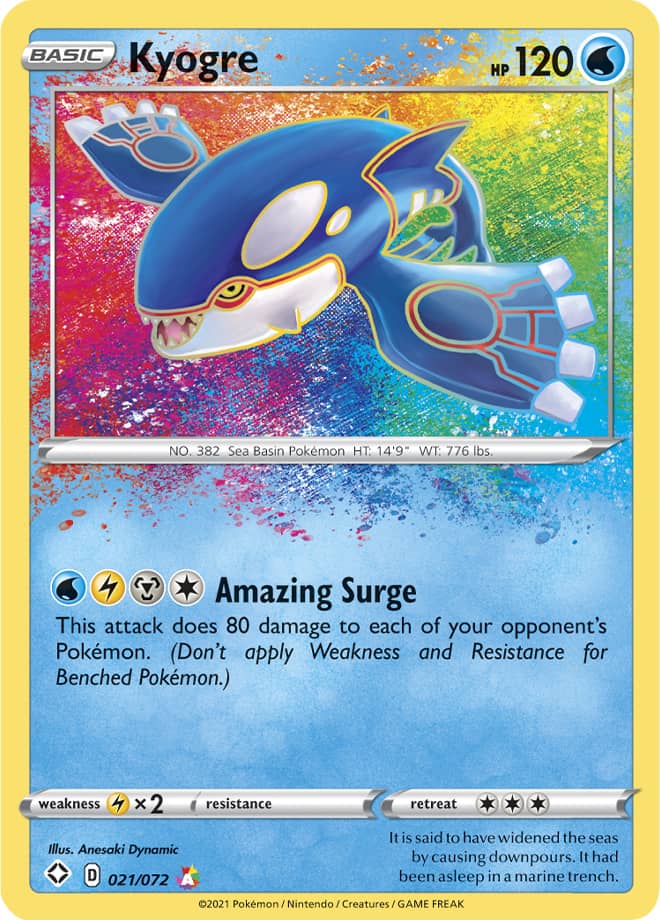 BASIC Kyogre HP 120
NO. 382 Sea Basin Pokémon HT: 14'9" WT: 776 lbs.
Amazing Surge
This attack does 80 damage to each of your opponent's
Pokémon. (Don't apply Weakness and Resistance for
Benched Pokémon.)
weakness ×2 resistance retreat
It is said to have widened the seas
by causing downpours. It had
been asleep in a marine trench.
Illus. Anesaki Dynamic
D 021/072 A
©2021 Pokémon / Nintendo / Creatures / GAME FREAK